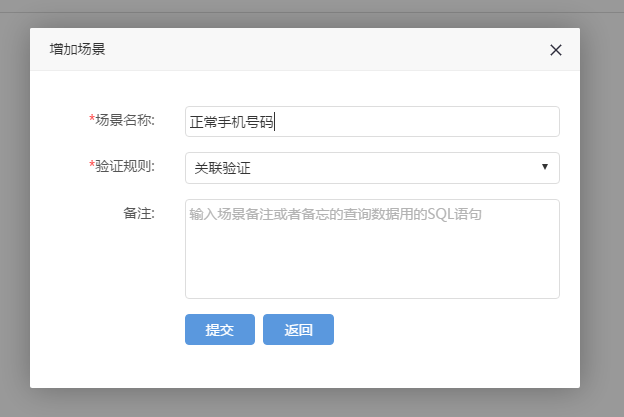 增加场景
*场景名称:
正常手机号码
*验证规则:
关联验证
备注:
输入场景备注或者备忘的查询数据用的SQL语句
提交
返回